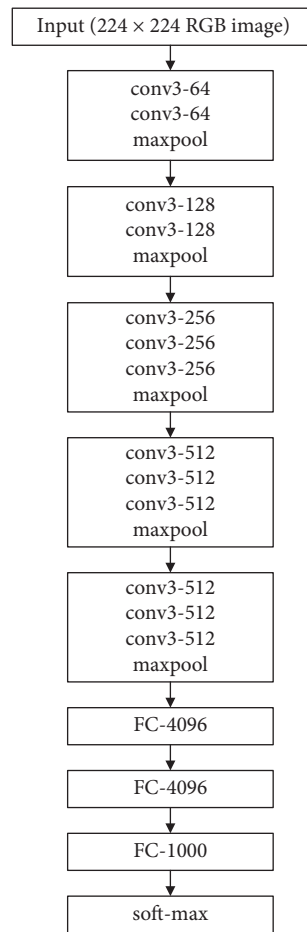 Input (224 × 224 RGB image)
conv3-64
conv3-64
maxpool
conv3-128
conv3-128
maxpool
conv3-256
conv3-256
conv3-256
maxpool
conv3-512
conv3-512
conv3-512
maxpool
conv3-512
conv3-512
conv3-512
maxpool
FC-4096
FC-4096
FC-1000
soft-max